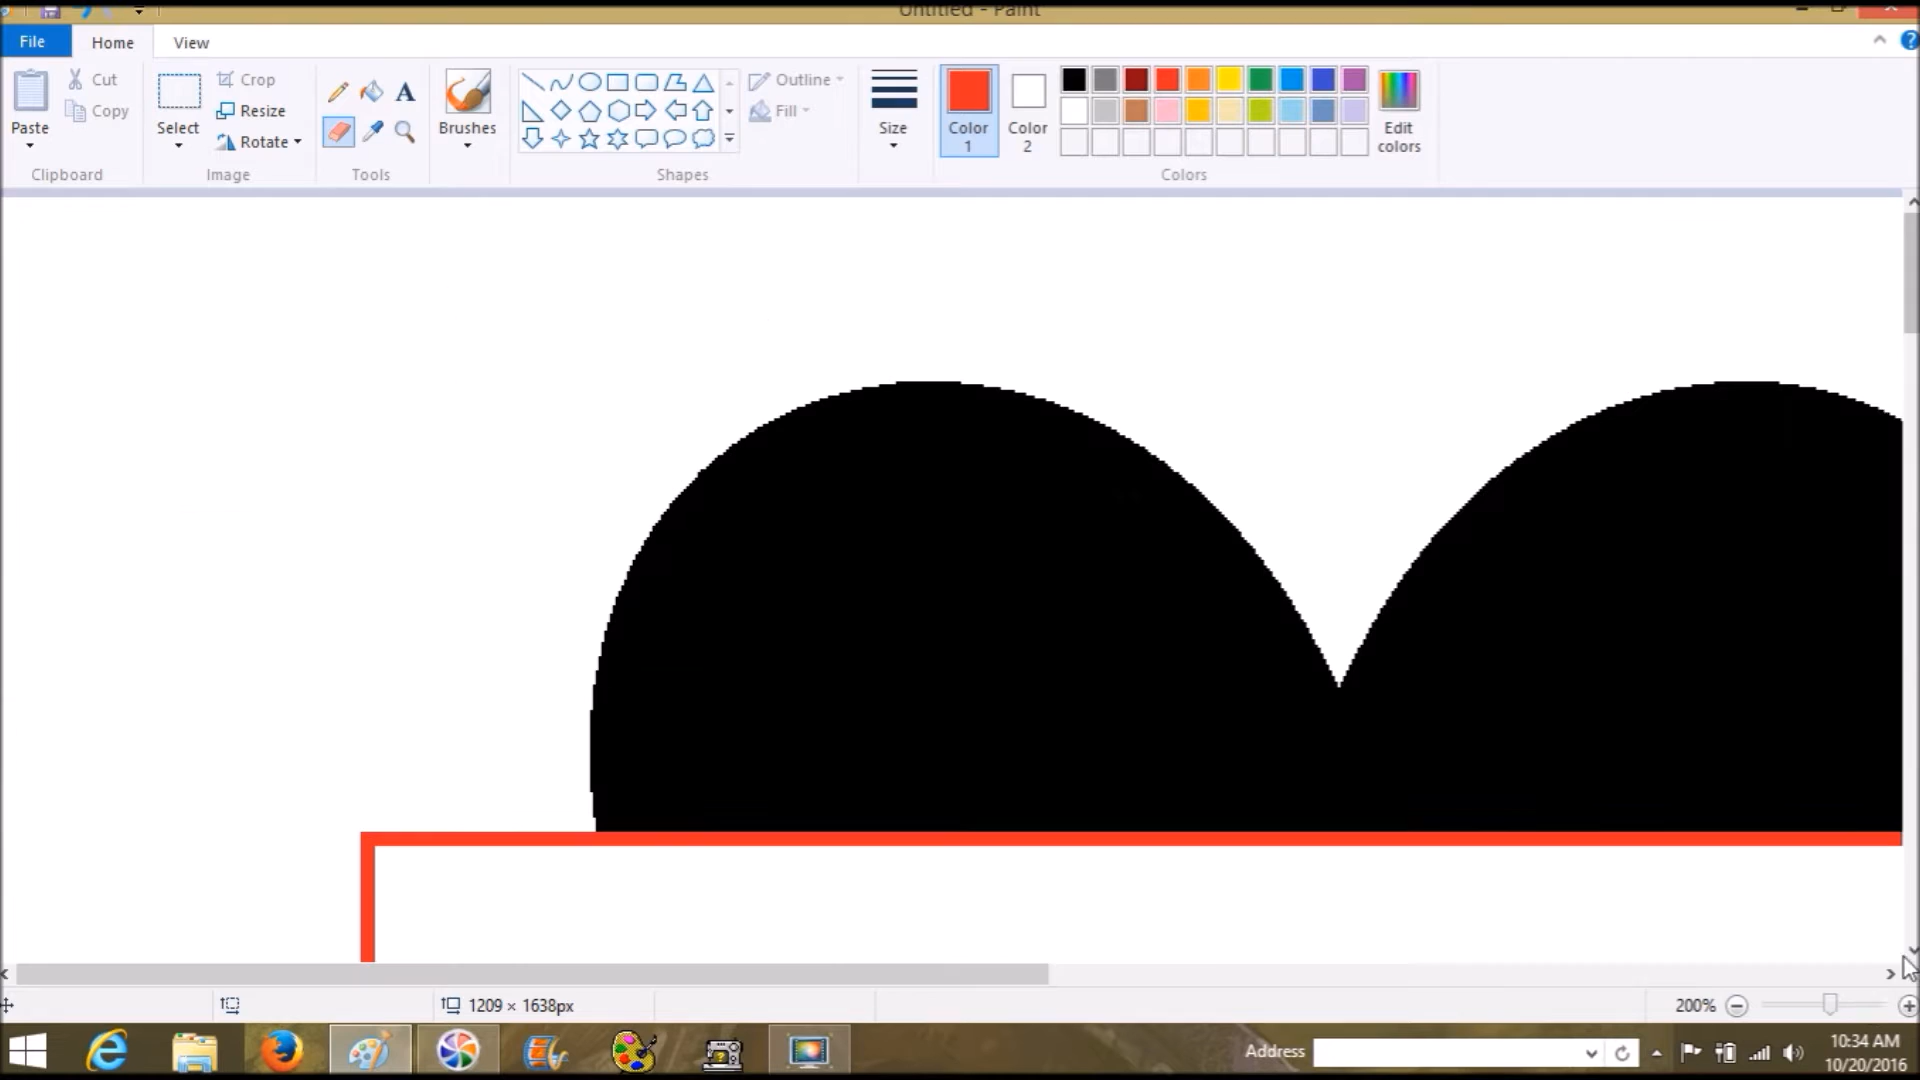 Untitled - Paint
File Home View
Cut Crop Outline
Copy Resize Fill
Paste Select Rotate Brushes Size Color 1 Color 2 Edit colors
A
Clipboard Image Tools Shapes Colors
1209 × 1638px 200%
Address 10:34 AM
10/20/2016